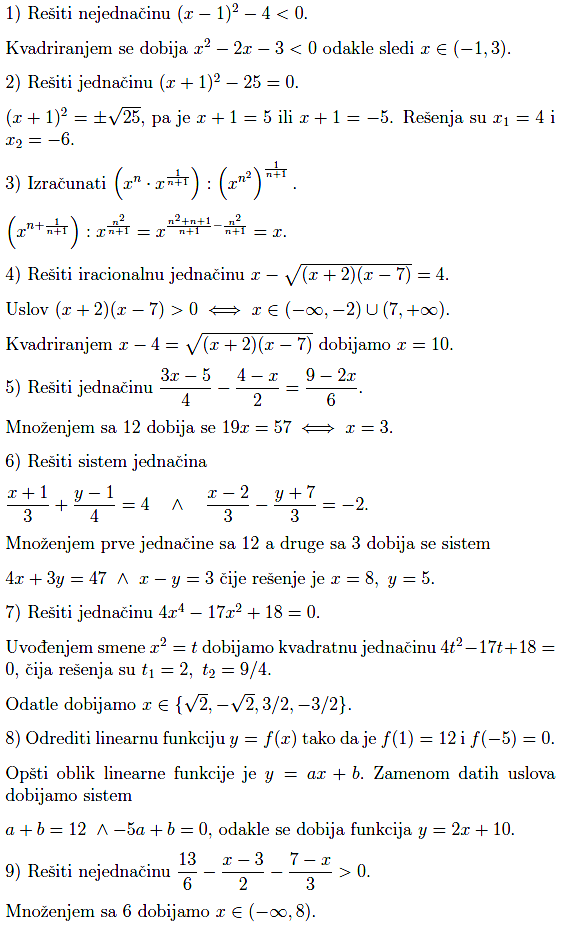 1) Rešiti nejednačinu (x − 1)² − 4 < 0.
Kvadriranjem se dobija x² − 2x − 3 < 0 odakle sledi x ∈ (−1, 3).
2) Rešiti jednačinu (x + 1)² − 25 = 0.
(x + 1)² = ±√25, pa je x + 1 = 5 ili x + 1 = −5. Rešenja su x₁ = 4 i
x₂ = −6.
3) Izračunati (xⁿ · x^(1/(n+1))) : (x^(n²))^(1/(n+1)) .
(x^(n+1/(n+1))) : x^(n²/(n+1)) = x^((n²+n+1)/(n+1) − n²/(n+1)) = x.
4) Rešiti iracionalnu jednačinu x − √((x + 2)(x − 7)) = 4.
Uslov (x + 2)(x − 7) > 0 ⟺ x ∈ (−∞, −2) ∪ (7, +∞).
Kvadriranjem x − 4 = √((x + 2)(x − 7)) dobijamo x = 10.
5) Rešiti jednačinu (3x − 5)/4 − (4 − x)/2 = (9 − 2x)/6.
Množenjem sa 12 dobija se 19x = 57 ⟺ x = 3.
6) Rešiti sistem jednačina
(x + 1)/3 + (y − 1)/4 = 4 ∧ (x − 2)/3 − (y + 7)/3 = −2.
Množenjem prve jednačine sa 12 a druge sa 3 dobija se sistem
4x + 3y = 47 ∧ x − y = 3 čije rešenje je x = 8, y = 5.
7) Rešiti jednačinu 4x⁴ − 17x² + 18 = 0.
Uvođenjem smene x² = t dobijamo kvadratnu jednačinu 4t² − 17t + 18 =
0, čija rešenja su t₁ = 2, t₂ = 9/4.
Odatle dobijamo x ∈ {√2, −√2, 3/2, −3/2}.
8) Odrediti linearnu funkciju y = f(x) tako da je f(1) = 12 i f(−5) = 0.
Opšti oblik linearne funkcije je y = ax + b. Zamenom datih uslova
dobijamo sistem
a + b = 12 ∧ −5a + b = 0, odakle se dobija funkcija y = 2x + 10.
9) Rešiti nejednačinu 13/6 − (x − 3)/2 − (7 − x)/3 > 0.
Množenjem sa 6 dobijamo x ∈ (−∞, 8).